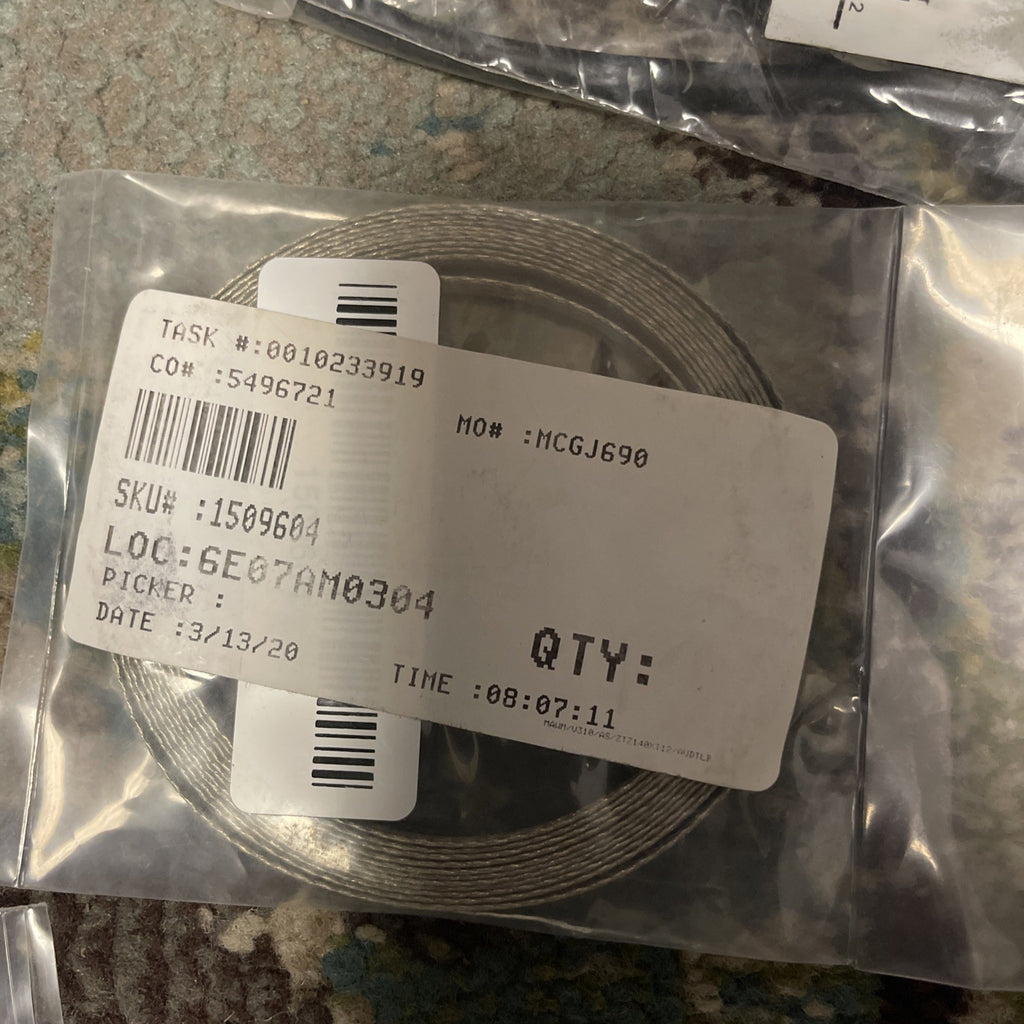 TASK #:0010233919
CO# :5496721
MO# :MCGJ690
SKU# :1509604
LOC:6E07AM0304
PICKER :
DATE :3/13/20
QTY:
TIME :08:07:11
2